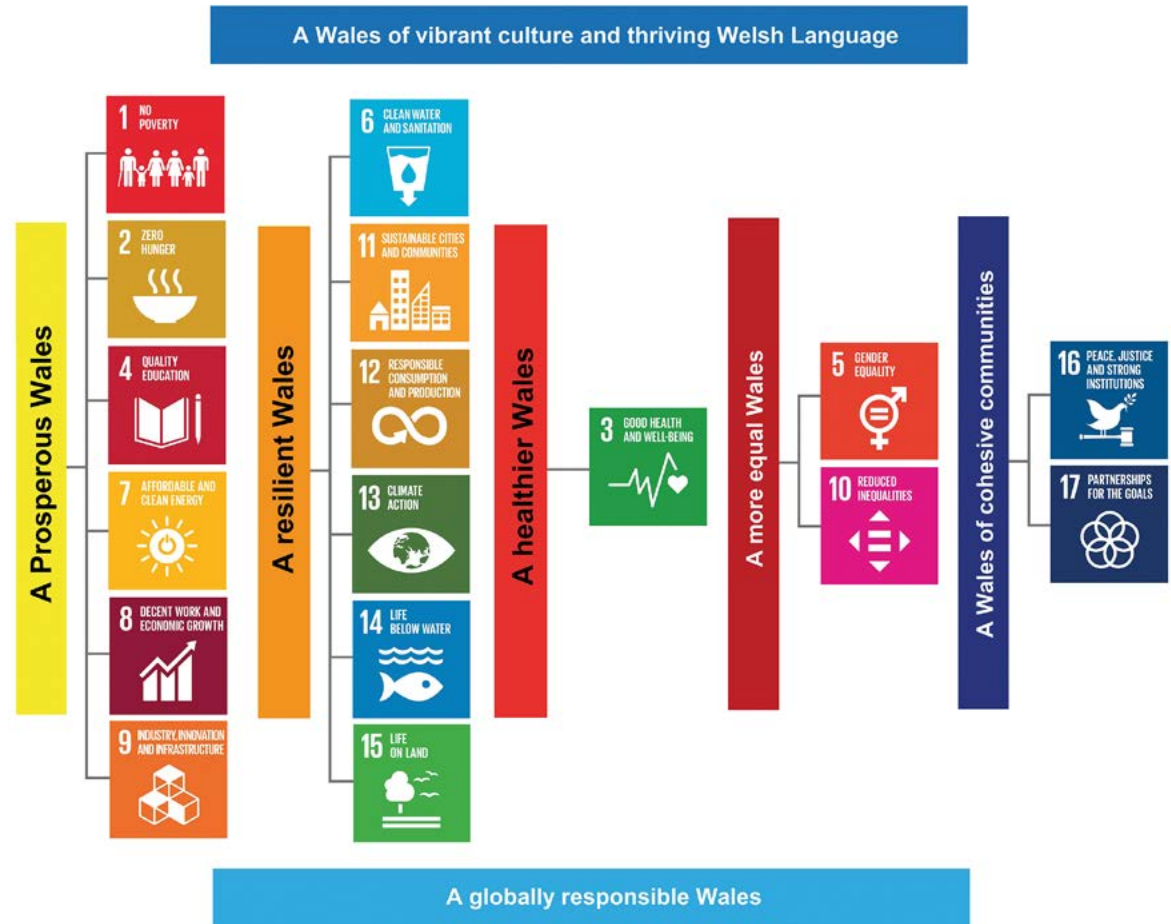 A Wales of vibrant culture and thriving Welsh Language
A Prosperous Wales
1 NO
POVERTY
2 ZERO
HUNGER
4 QUALITY
EDUCATION
7 AFFORDABLE AND
CLEAN ENERGY
8 DECENT WORK AND
ECONOMIC GROWTH
9 INDUSTRY, INNOVATION
AND INFRASTRUCTURE
A resilient Wales
6 CLEAN WATER
AND SANITATION
11 SUSTAINABLE CITIES
AND COMMUNITIES
12 RESPONSIBLE
CONSUMPTION
AND PRODUCTION
13 CLIMATE
ACTION
14 LIFE
BELOW WATER
15 LIFE
ON LAND
A healthier Wales
3 GOOD HEALTH
AND WELL-BEING
A more equal Wales
5 GENDER
EQUALITY
10 REDUCED
INEQUALITIES
A Wales of cohesive communities
16 PEACE, JUSTICE
AND STRONG
INSTITUTIONS
17 PARTNERSHIPS
FOR THE GOALS
A globally responsible Wales